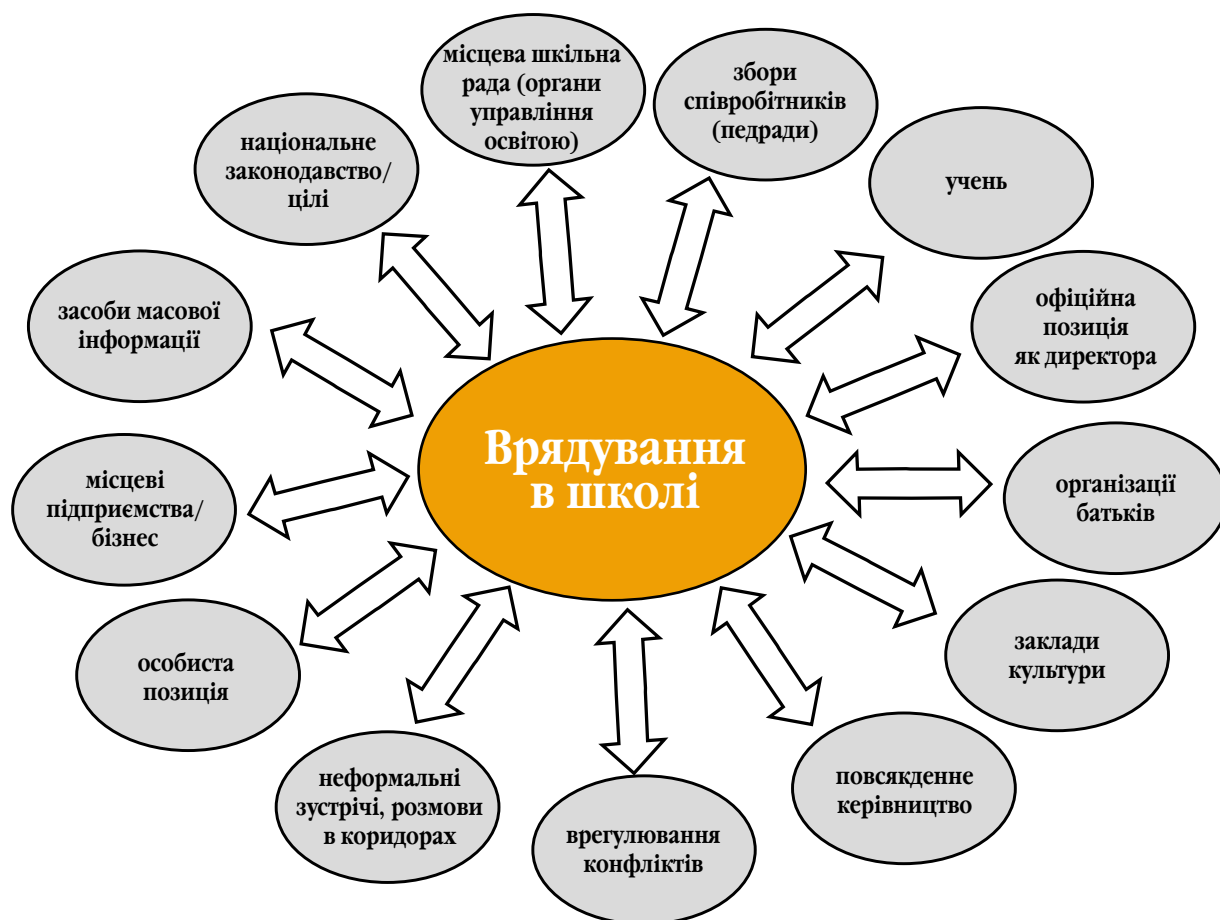 місцева шкільна
рада (органи
управління
освітою)
збори
співробітників
(педради)
національне
законодавство/
цілі
учень
офіційна
позиція
як директора
засоби масової
інформації
Врядування
в школі
місцеві
підприємства/
бізнес
організації
батьків
особиста
позиція
заклади
культури
неформальні
зустрічі, розмови
в коридорах
врегулювання
конфліктів
повсякденне
керівництво